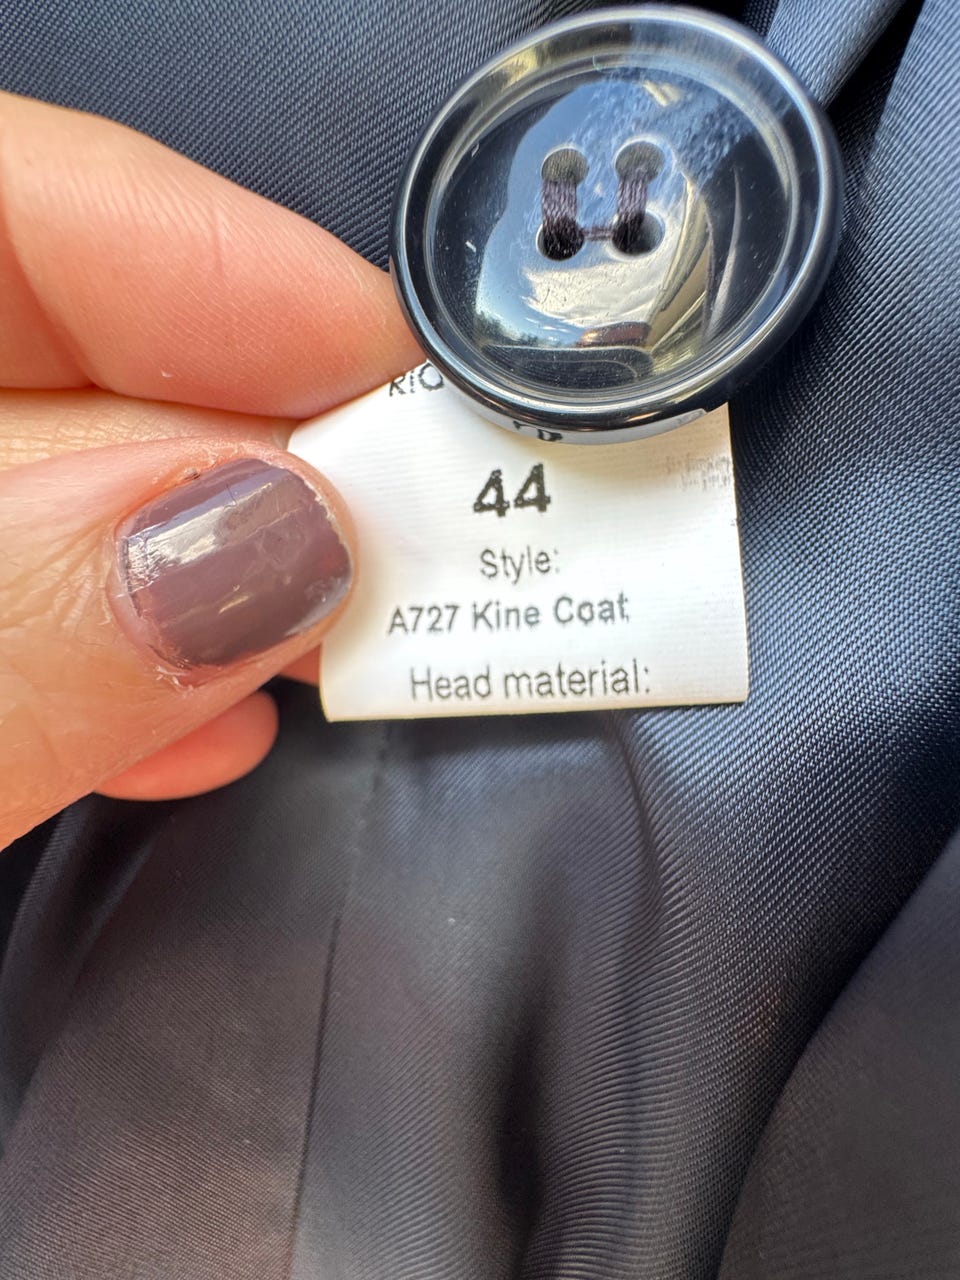 44
Style:
A727 Kine Coat
Head material: